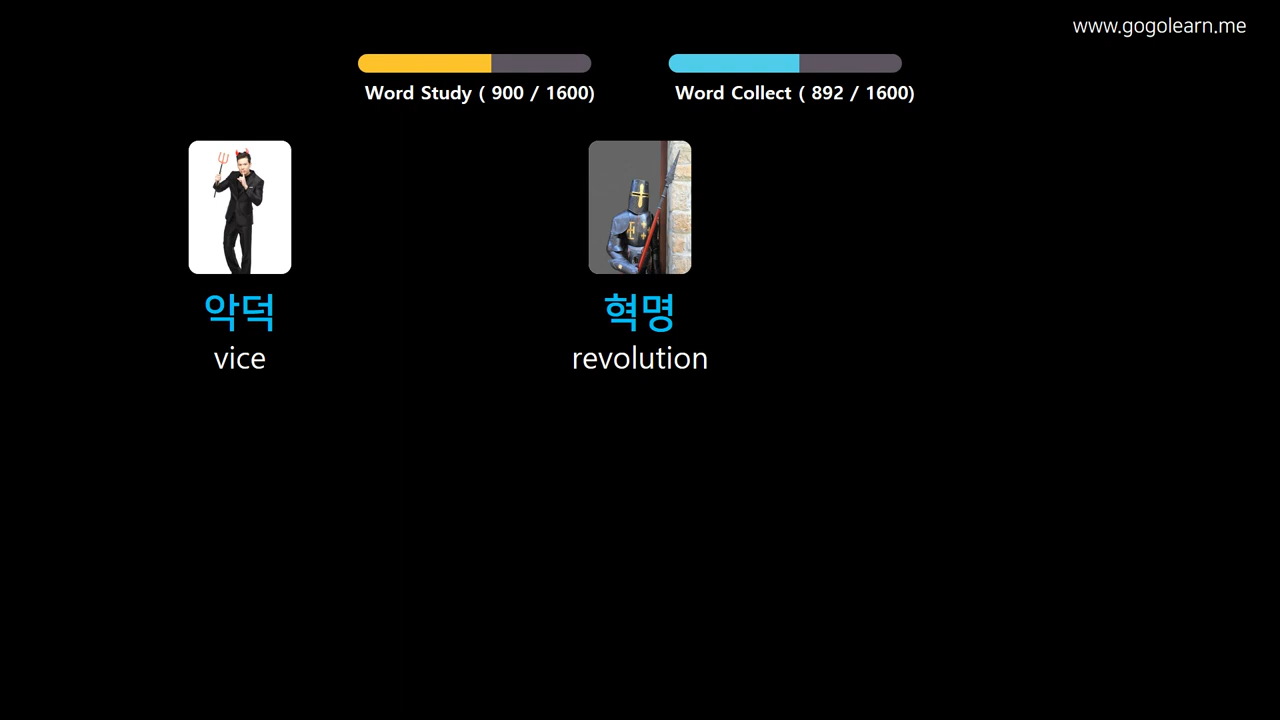 www.gogolearn.me
Word Study ( 900 / 1600)
Word Collect ( 892 / 1600)
악덕
vice
혁명
revolution